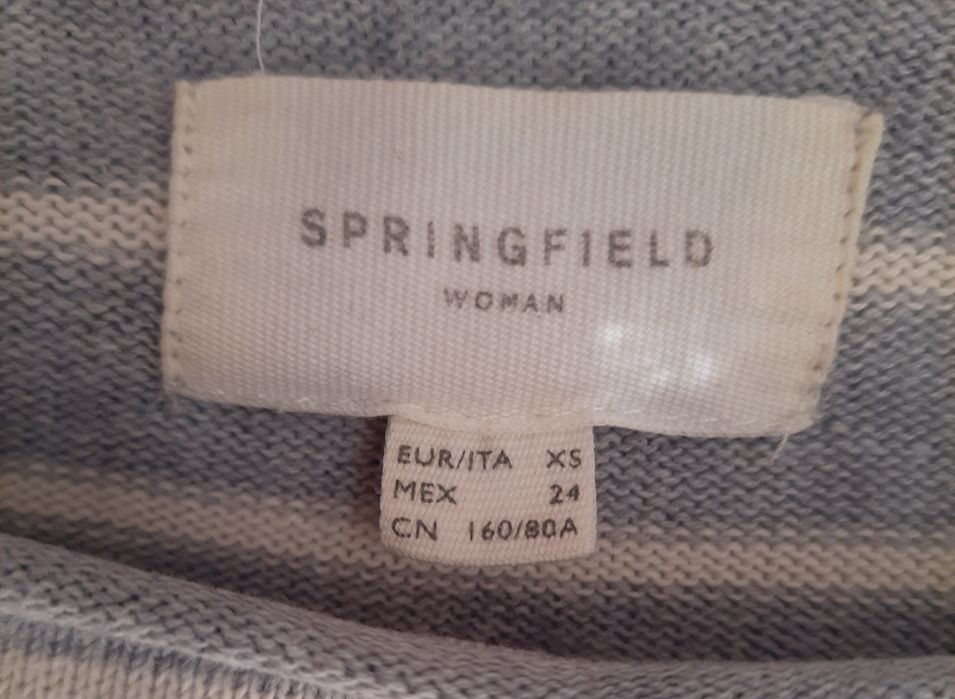 SPRINGFIELD
WOMAN
EUR/ITA XS
MEX 24
CN 160/80A